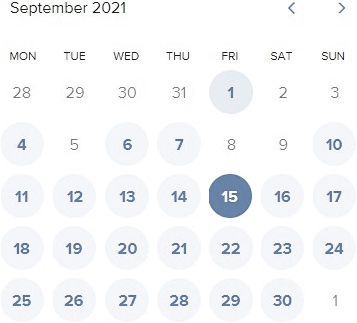 September 2021
MON TUE WED THU FRI SAT SUN
28 29 30 31 1 2 3
4 5 6 7 8 9 10
11 12 13 14 15 16 17
18 19 20 21 22 23 24
25 26 27 28 29 30 1